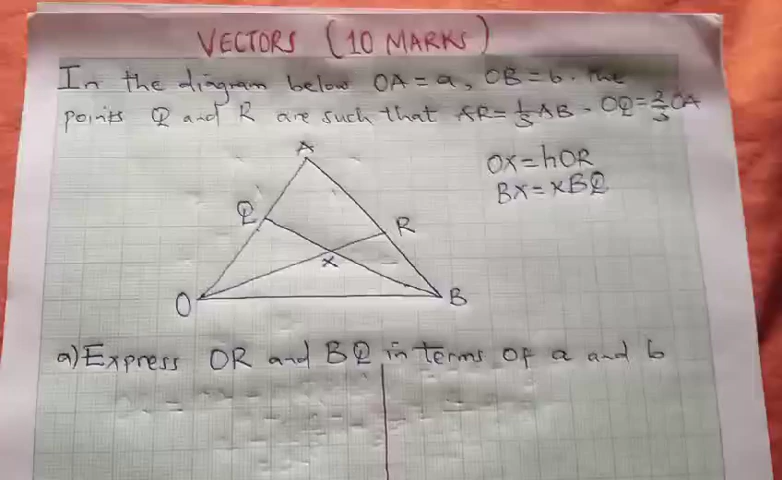 VECTORS (10 MARKS)
In the diagram below OA = a, OB = b. The
points Q and R are such that AR = 1/3 AB - OQ = 2/3 OA
OX = hOR
BX = kBQ
A
Q
R
X
O
B
a) Express OR and BQ in terms of a and b